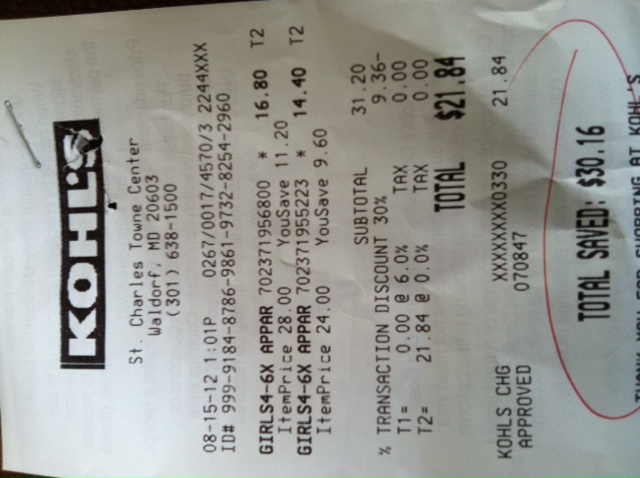 KOHL'S
St. Charles Towne Center
Waldorf, MD 20603
(301) 638-1500
08-15-12 1:01P 0267/0017/4570/3 2244XXX
ID# 999-9184-8786-9861-9732-8254-2960
GIRLS4-6X APPAR 702371956800 * 16.80 T2
ItemPrice 28.00 YouSave 11.20
GIRLS4-6X APPAR 702371955223 * 14.40 T2
ItemPrice 24.00 YouSave 9.60
SUBTOTAL 31.20
% TRANSACTION DISCOUNT 30% 9.36-
T1= 0.00 @ 6.0% TAX 0.00
T2= 21.84 @ 0.0% TAX 0.00
TOTAL $21.84
KOHLS CHG XXXXXXXX0330 21.84
APPROVED 070847
TOTAL SAVED: $30.16
THANK YOU FOR SHOPPING AT KOHL'S